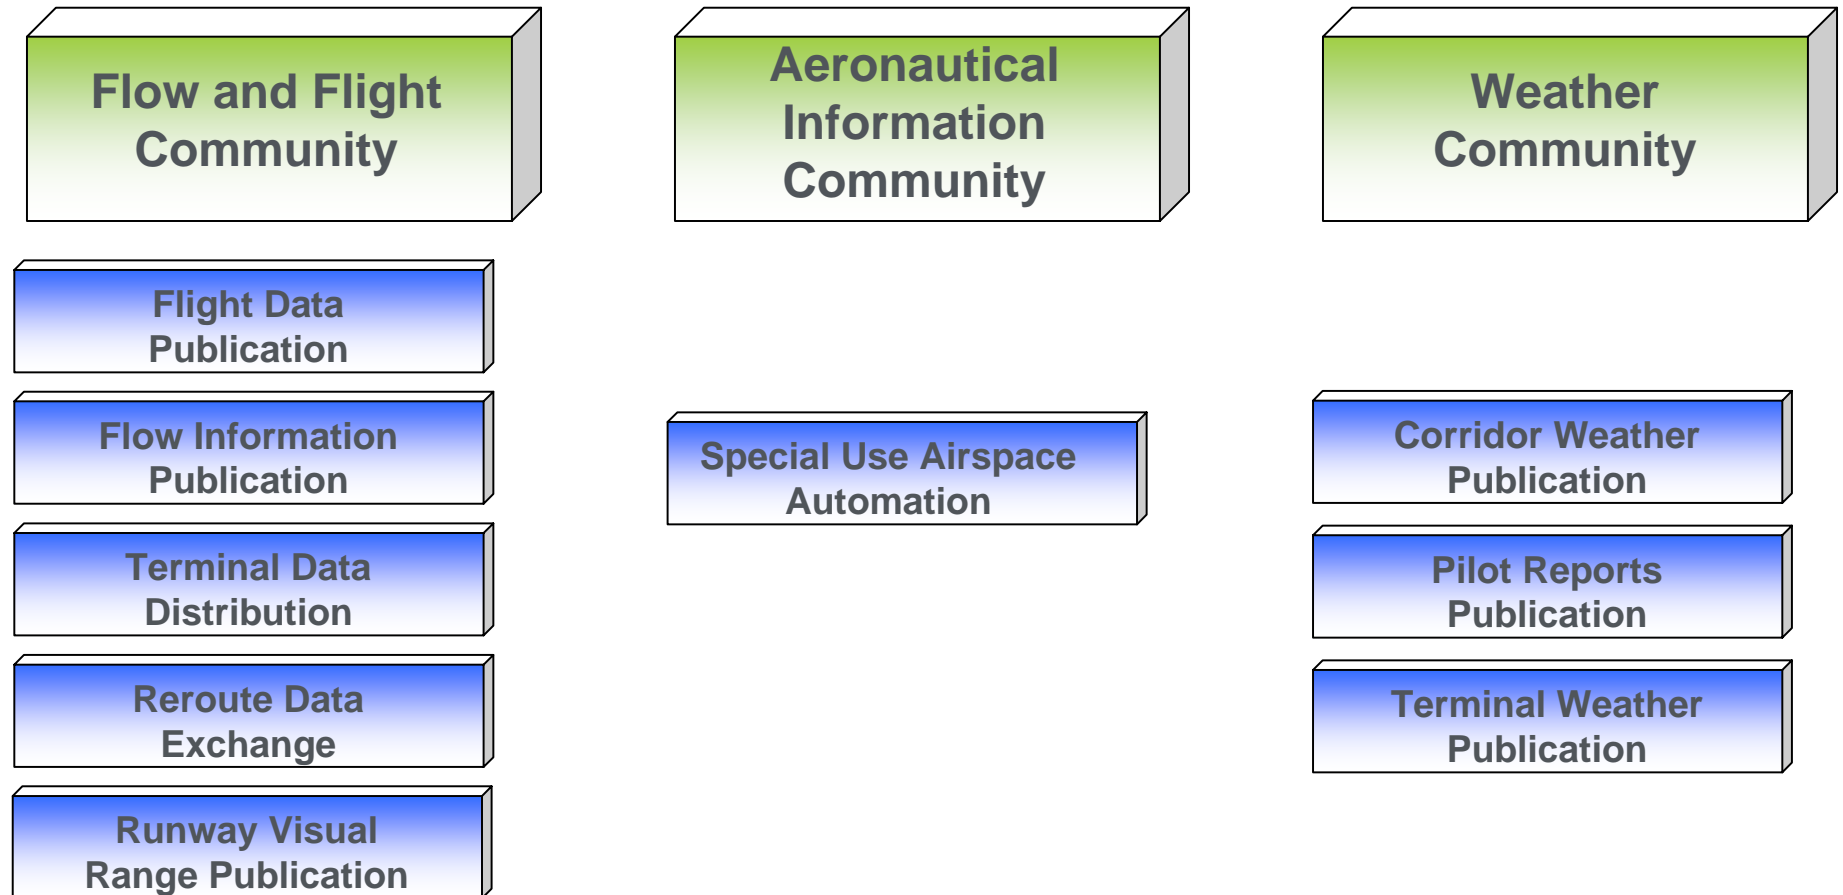 Flow and Flight
Community
Aeronautical
Information
Community
Weather
Community
Flight Data
Publication
Flow Information
Publication
Terminal Data
Distribution
Reroute Data
Exchange
Runway Visual
Range Publication
Special Use Airspace
Automation
Corridor Weather
Publication
Pilot Reports
Publication
Terminal Weather
Publication